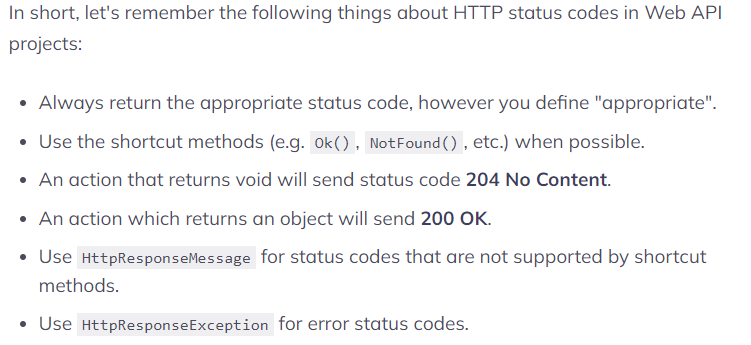 In short, let's remember the following things about HTTP status codes in Web API
projects:
• Always return the appropriate status code, however you define "appropriate".
• Use the shortcut methods (e.g. Ok(), NotFound(), etc.) when possible.
• An action that returns void will send status code 204 No Content.
• An action which returns an object will send 200 OK.
• Use HttpResponseMessage for status codes that are not supported by shortcut
methods.
• Use HttpResponseException for error status codes.